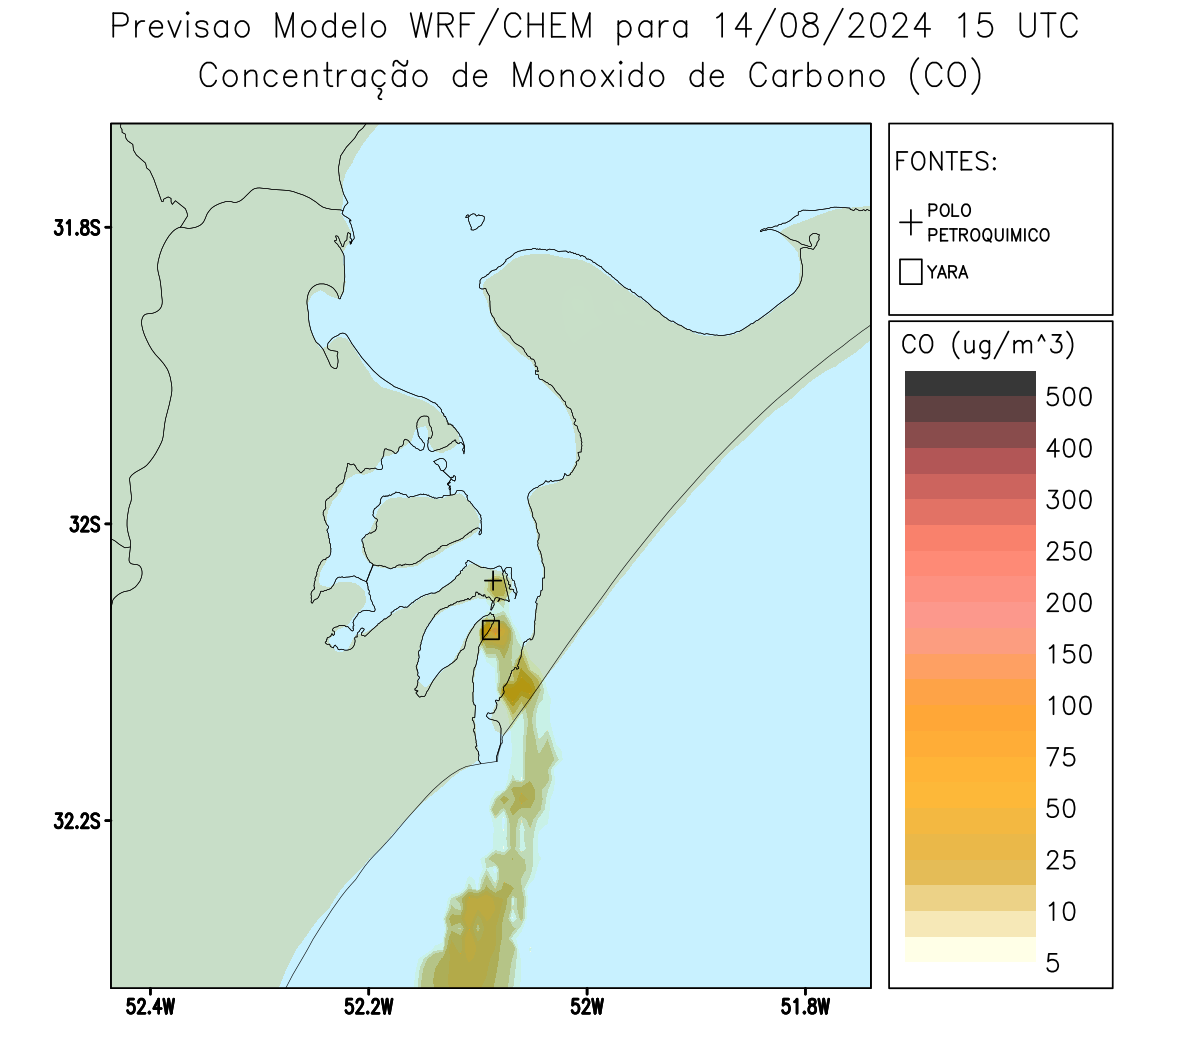 Previsao Modelo WRF/CHEM para 14/08/2024 15 UTC
Concentração de Monoxido de Carbono (CO)
FONTES:
POLO
PETROQUIMICO
YARA
31.8S
32S
32.2S
52.4W
52.2W
52W
51.8W
CO (ug/m^3)
500
400
300
250
200
150
100
75
50
25
10
5